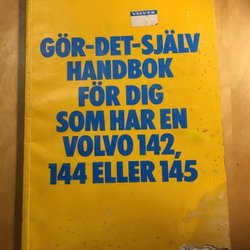 VOLVO
GÖR-DET-SJÄLV
HANDBOK
FÖR DIG
SOM HAR EN
VOLVO 142,
144 ELLER 145